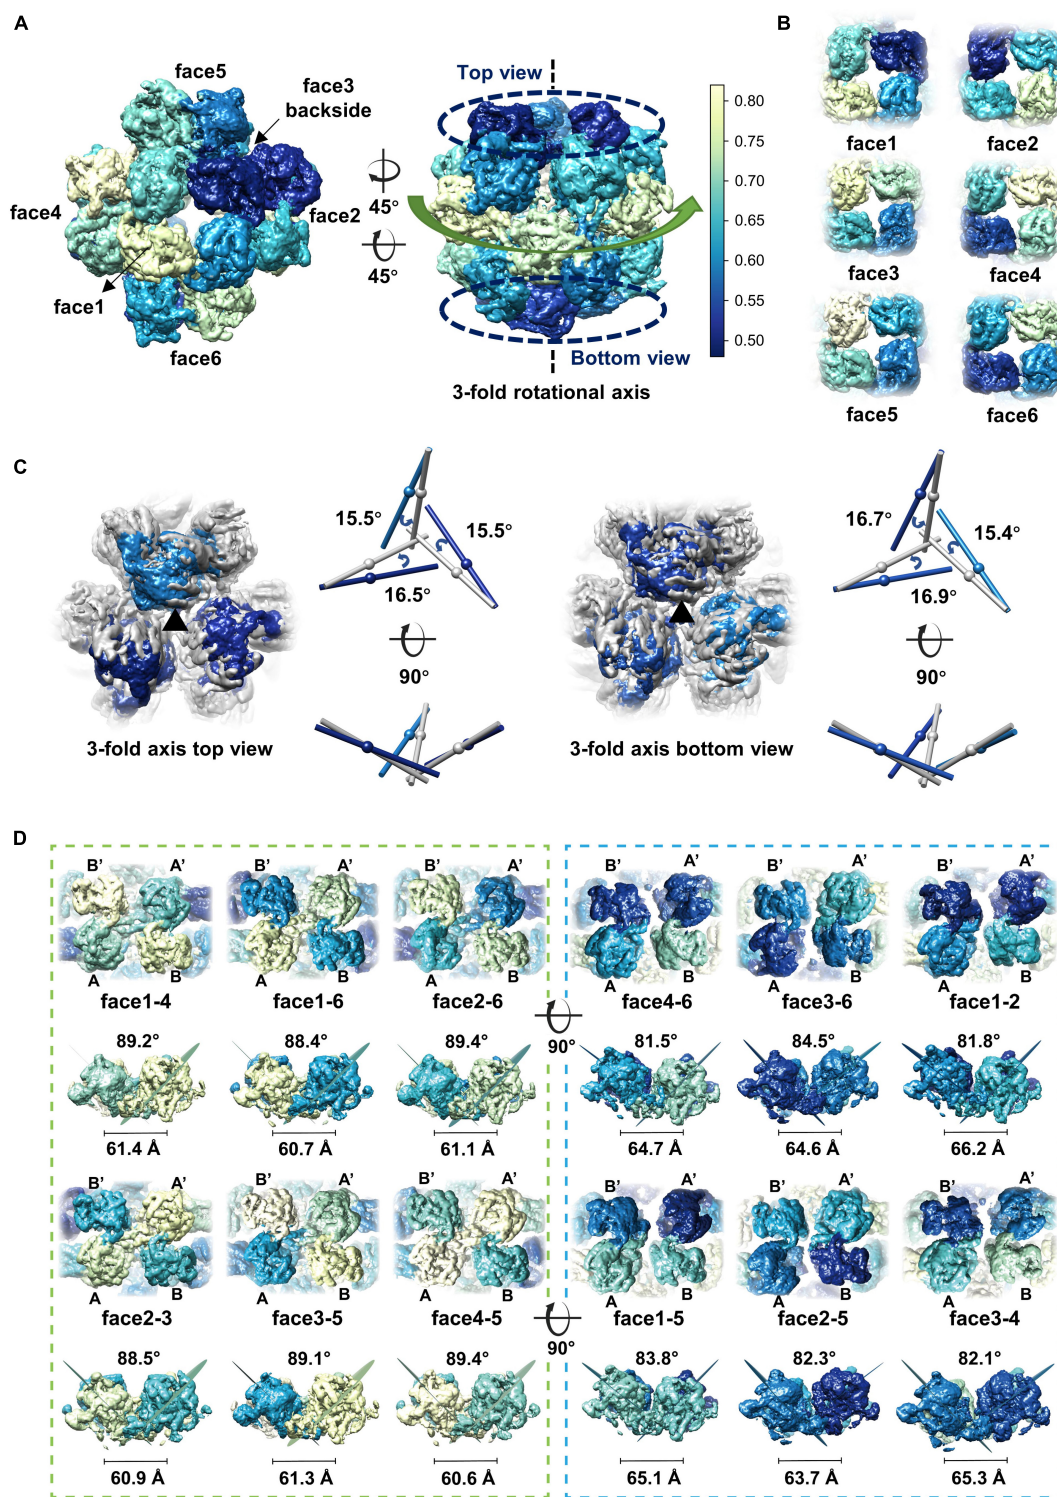 A
B
face5
face3
backside
face4
face2
face1
face6
45°
45°
Top view
Bottom view
3-fold rotational axis
0.80
0.75
0.70
0.65
0.60
0.55
0.50
face1
face2
face3
face4
face5
face6
C
15.5°
15.5°
16.5°
90°
3-fold axis top view
16.7°
15.4°
16.9°
90°
3-fold axis bottom view
D
B’ A’ B’ A’ B’ A’
A B A B A B
face1-4 face1-6 face2-6
89.2° 88.4° 89.4°
61.4 Å 60.7 Å 61.1 Å
B’ A’ B’ A’ B’ A’
A B A B A B
face2-3 face3-5 face4-5
88.5° 89.1° 89.4°
60.9 Å 61.3 Å 60.6 Å
90°
90°
B’ A’ B’ A’ B’ A’
A B A B A B
face4-6 face3-6 face1-2
81.5° 84.5° 81.8°
64.7 Å 64.6 Å 66.2 Å
B’ A’ B’ A’ B’ A’
A B A B A B
face1-5 face2-5 face3-4
83.8° 82.3° 82.1°
65.1 Å 63.7 Å 65.3 Å